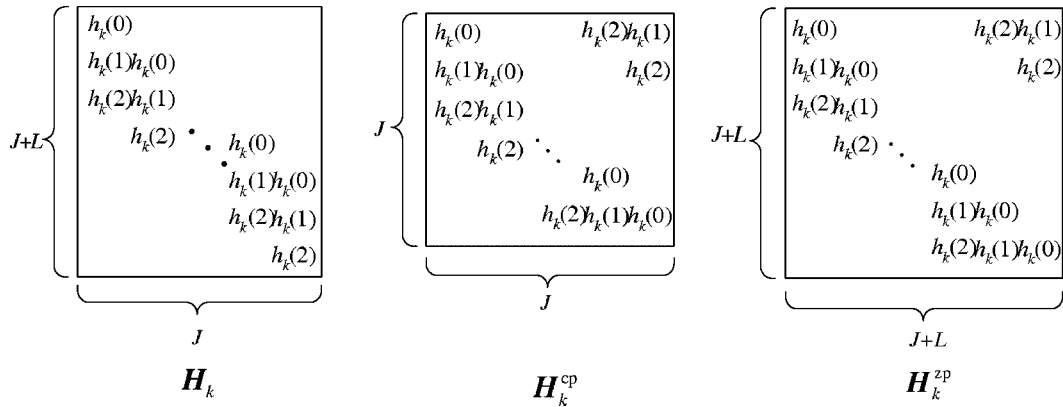 h_k(0)
h_k(1)h_k(0)
h_k(2)h_k(1)
h_k(2)
h_k(0)
h_k(1)h_k(0)
h_k(2)h_k(1)
h_k(2)
J+L
J
H_k
h_k(0) h_k(2)h_k(1)
h_k(1)h_k(0) h_k(2)
h_k(2)h_k(1)
h_k(2)
h_k(0)
h_k(2)h_k(1)h_k(0)
J
J
H_k^cp
h_k(0) h_k(2)h_k(1)
h_k(1)h_k(0) h_k(2)
h_k(2)h_k(1)
h_k(2)
h_k(0)
h_k(1)h_k(0)
h_k(2)h_k(1)h_k(0)
J+L
J+L
H_k^zp